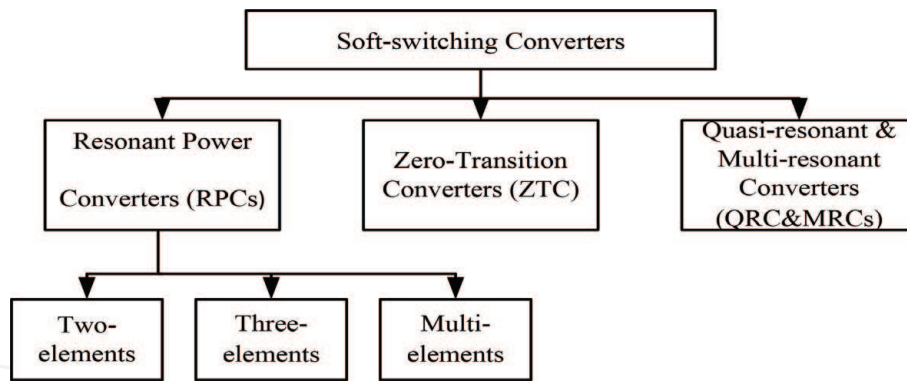 Soft-switching Converters
Resonant Power
Converters (RPCs)
Zero-Transition
Converters (ZTC)
Quasi-resonant &
Multi-resonant
Converters
(QRC&MRCs)
Two-
elements
Three-
elements
Multi-
elements